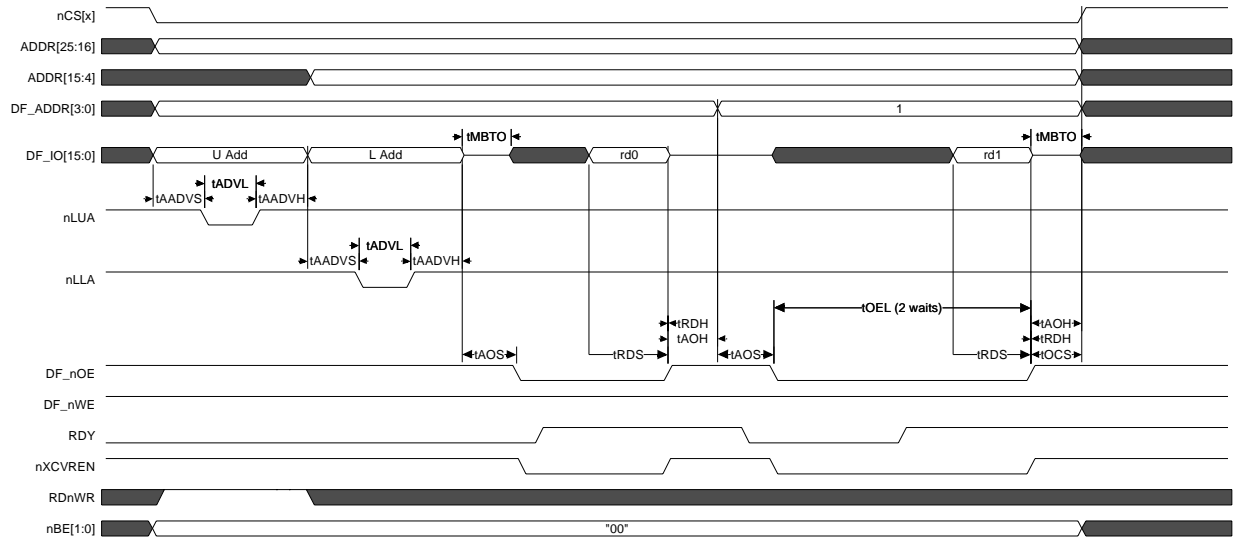 nCS[x]
ADDR[25:16]
ADDR[15:4]
DF_ADDR[3:0] 1
tMBTO tMBTO
DF_IO[15:0] U Add L Add rd0 rd1
tADVL
tAADVS tAADVH
nLUA
tADVL
tAADVS tAADVH
nLLA
tOEL (2 waits)
tRDH tAOH
tAOH tRDH
tAOS tRDS tAOS tRDS tOCS
DF_nOE
DF_nWE
RDY
nXCVREN
RDnWR
nBE[1:0] "00"